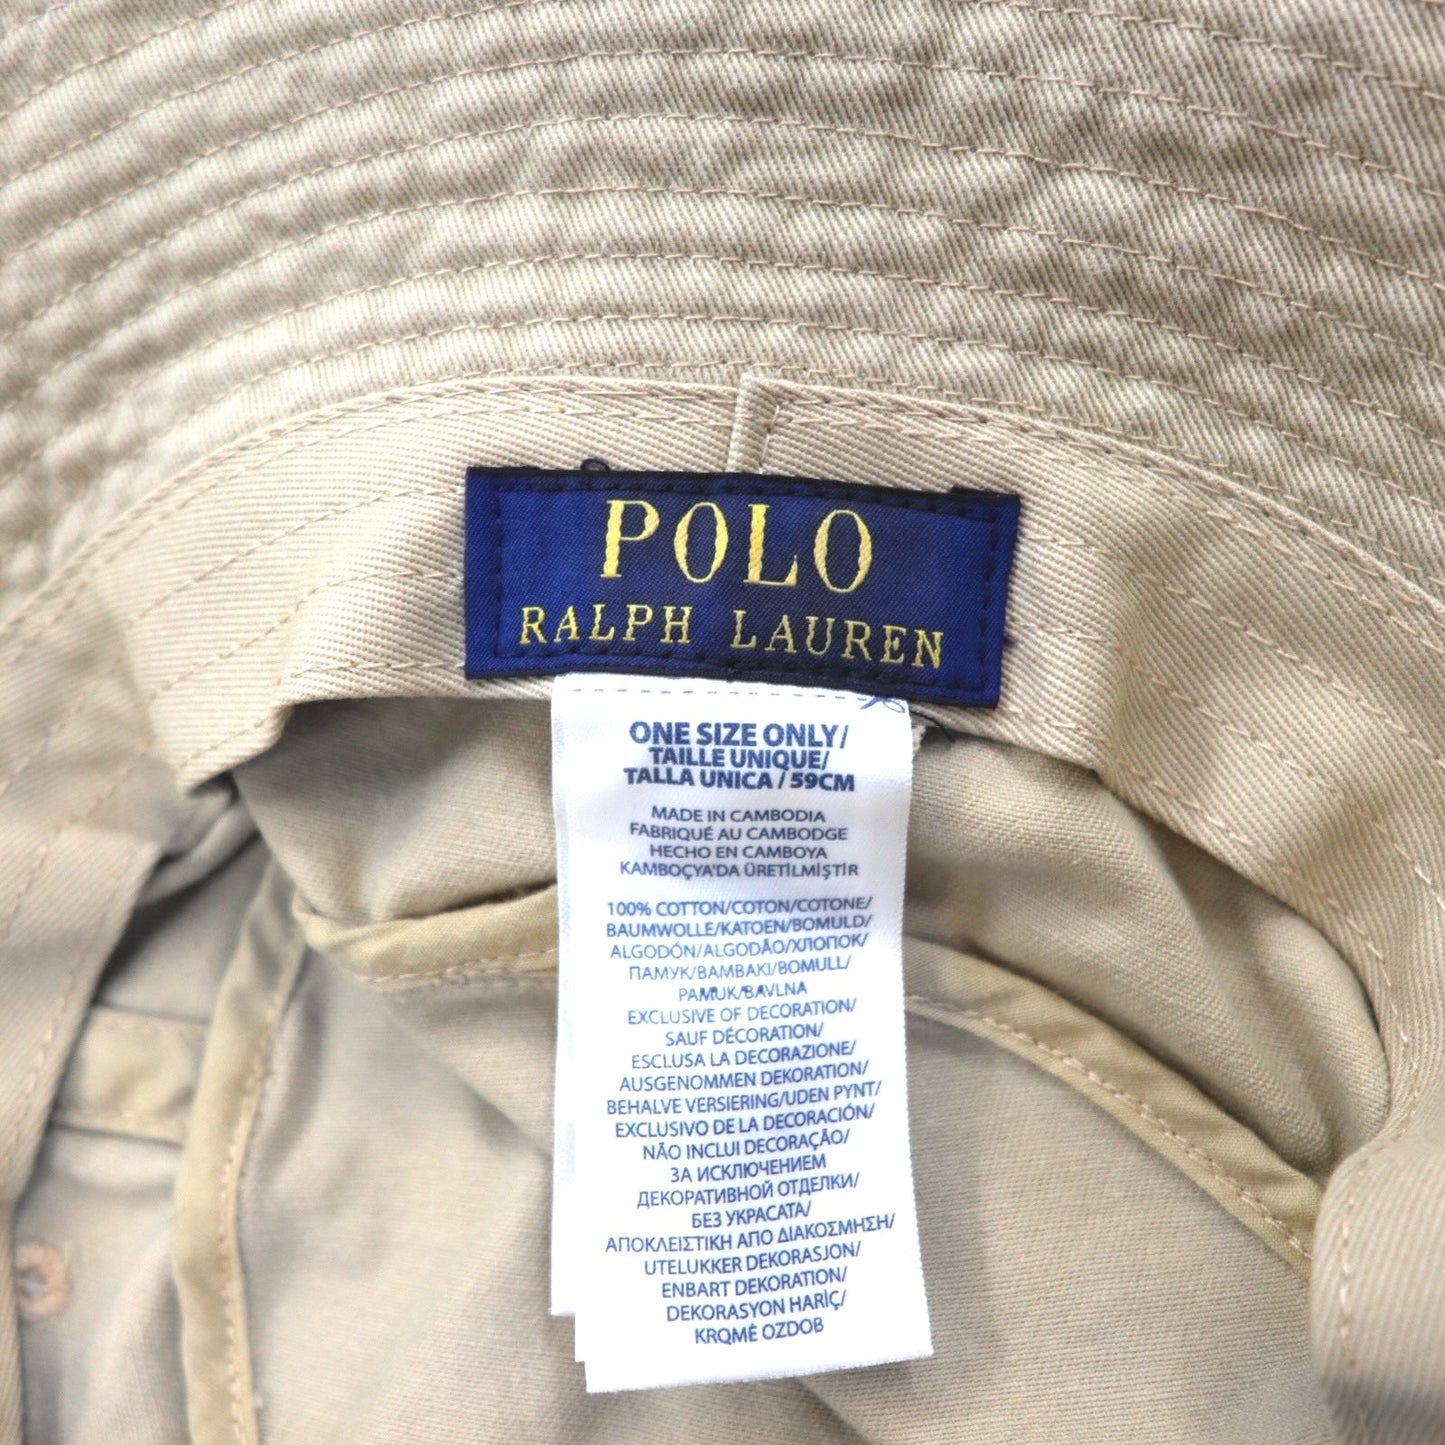 POLO
RALPH LAUREN
ONE SIZE ONLY/
TAILLE UNIQUE/
TALLA UNICA / 59CM
MADE IN CAMBODIA
FABRIQUÉ AU CAMBODGE
HECHO EN CAMBOYA
KAMBOÇYA'DA ÜRETİLMİŞTİR
100% COTTON/COTON/COTONE/
BAUMWOLLE/KATOEN/BOMULD/
ALGODÓN/ALGODÃO/ХЛОПОК/
ПАМУК/ΒΑΜΒΑΚΙ/BOMULL/
PAMUK/BAVLNA
EXCLUSIVE OF DECORATION/
SAUF DÉCORATION/
ESCLUSA LA DECORAZIONE/
AUSGENOMMEN DEKORATION/
BEHALVE VERSIERING/UDEN PYNT/
EXCLUSIVO DE LA DECORACIÓN/
NÃO INCLUI DECORAÇÃO/
ЗА ИСКЛЮЧЕНИЕМ
ДЕКОРАТИВНОЙ ОТДЕЛКИ/
БЕЗ УКРАСАТА/
ΑΠΟΚΛΕΙΣΤΙΚΗ ΑΠΟ ΔΙΑΚΟΣΜΗΣΗ/
UTELUKKER DEKORASJON/
ENBART DEKORATION/
DEKORASYON HARİÇ/
KROMĚ OZDOB